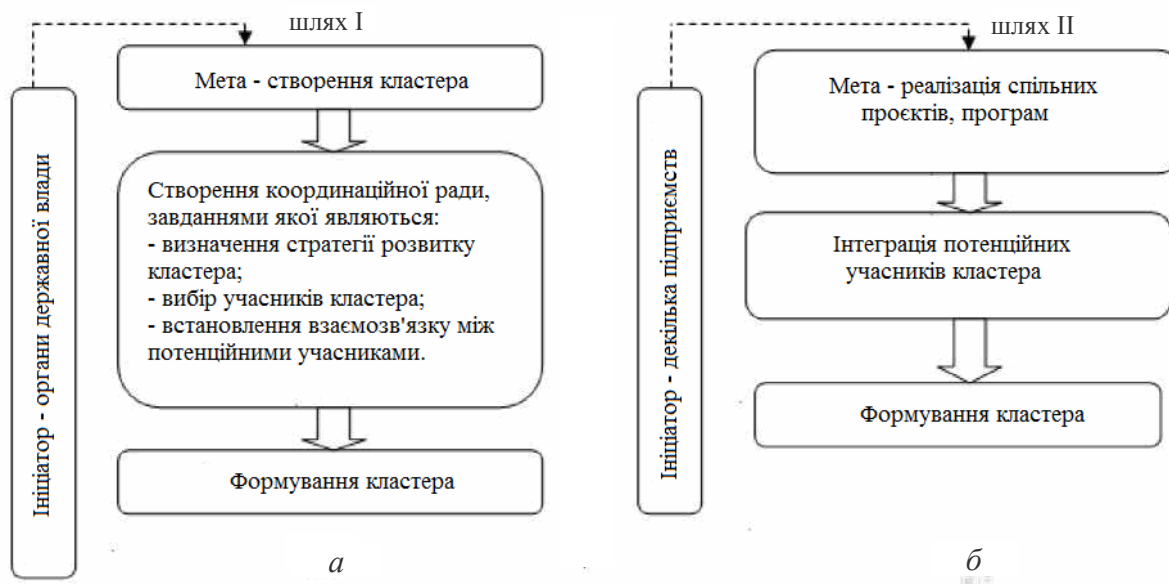 шлях I
Ініціатор - органи державної влади
Мета - створення кластера
Створення координаційної ради,
завданнями якої являються:
- визначення стратегії розвитку
кластера;
- вибір учасників кластера;
- встановлення взаємозв'язку між
потенційними учасниками.
Формування кластера
а
шлях II
Ініціатор - декілька підприємств
Мета - реалізація спільних
проєктів, програм
Інтеграція потенційних
учасників кластера
Формування кластера
б